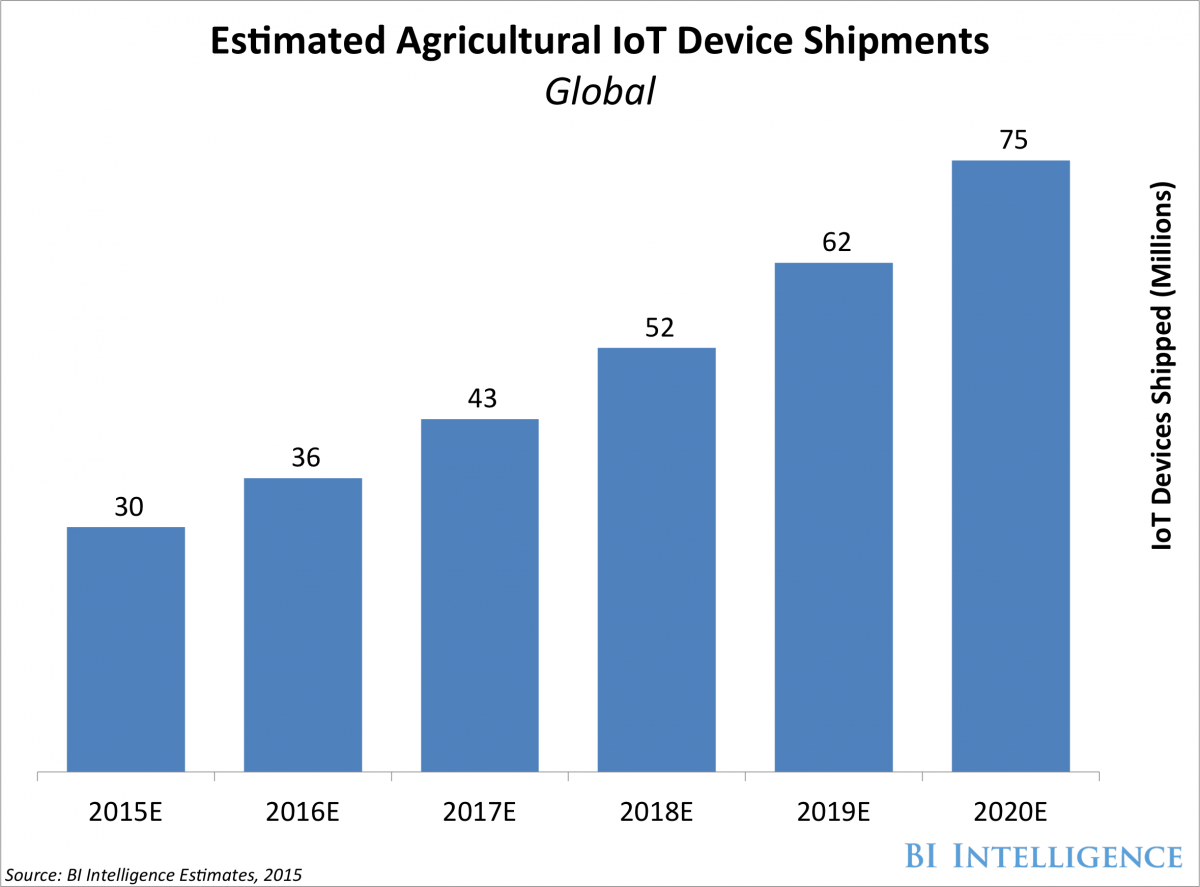 Estimated Agricultural IoT Device Shipments
Global
75
62
52
43
36
30
IoT Devices Shipped (Millions)
2015E 2016E 2017E 2018E 2019E 2020E
BI INTELLIGENCE
Source: BI Intelligence Estimates, 2015